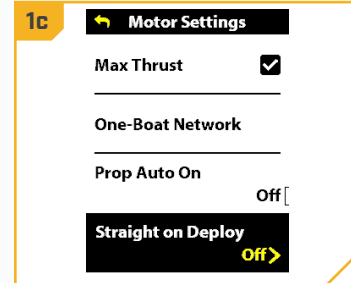 1c
Motor Settings
Max Thrust
One-Boat Network
Prop Auto On
Off
Straight on Deploy
Off